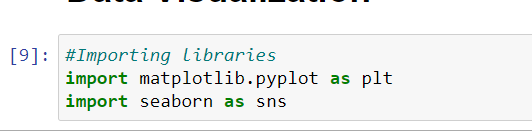 Data Visualization
[9]: #Importing libraries
import matplotlib.pyplot as plt
import seaborn as sns